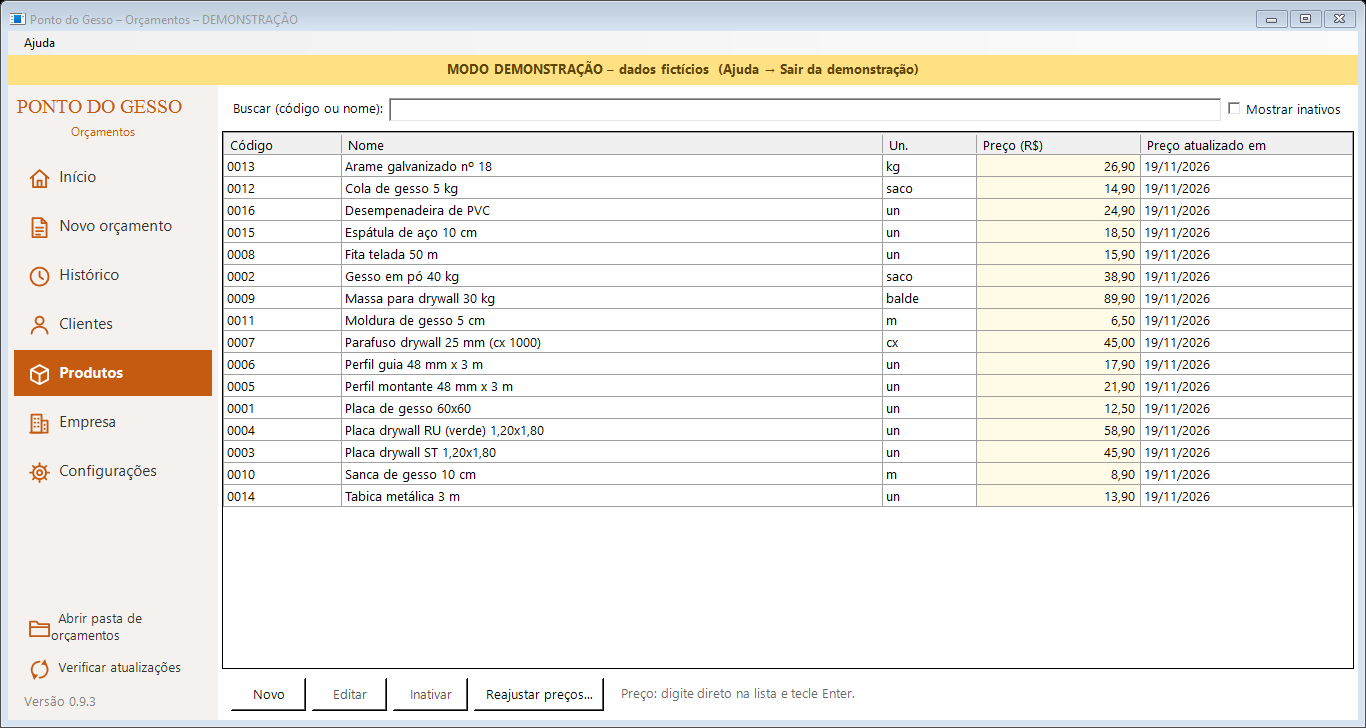 Ponto do Gesso – Orçamentos – DEMONSTRAÇÃO
Ajuda
MODO DEMONSTRAÇÃO – dados fictícios (Ajuda → Sair da demonstração)
PONTO DO GESSO
Orçamentos
Início
Novo orçamento
Histórico
Clientes
Produtos
Empresa
Configurações
Abrir pasta de
orçamentos
Verificar atualizações
Versão 0.9.3
Buscar (código ou nome):
Mostrar inativos
Código Nome Un. Preço (R$) Preço atualizado em
0013 Arame galvanizado nº 18 kg 26,90 19/11/2026
0012 Cola de gesso 5 kg saco 14,90 19/11/2026
0016 Desempenadeira de PVC un 24,90 19/11/2026
0015 Espátula de aço 10 cm un 18,50 19/11/2026
0008 Fita telada 50 m un 15,90 19/11/2026
0002 Gesso em pó 40 kg saco 38,90 19/11/2026
0009 Massa para drywall 30 kg balde 89,90 19/11/2026
0011 Moldura de gesso 5 cm m 6,50 19/11/2026
0007 Parafuso drywall 25 mm (cx 1000) cx 45,00 19/11/2026
0006 Perfil guia 48 mm x 3 m un 17,90 19/11/2026
0005 Perfil montante 48 mm x 3 m un 21,90 19/11/2026
0001 Placa de gesso 60x60 un 12,50 19/11/2026
0004 Placa drywall RU (verde) 1,20x1,80 un 58,90 19/11/2026
0003 Placa drywall ST 1,20x1,80 un 45,90 19/11/2026
0010 Sanca de gesso 10 cm m 8,90 19/11/2026
0014 Tabica metálica 3 m un 13,90 19/11/2026
Novo Editar Inativar Reajustar preços... Preço: digite direto na lista e tecle Enter.